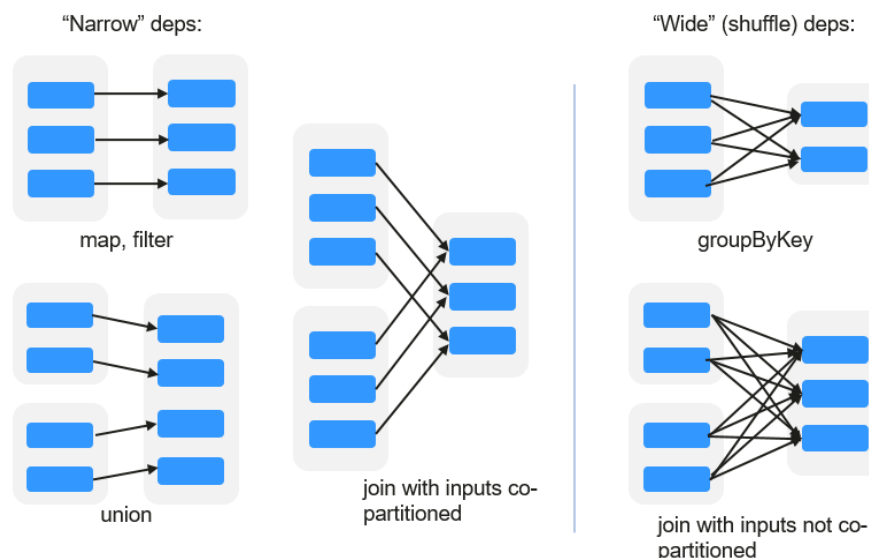 “Narrow” deps:
map, filter
union
join with inputs co-
partitioned
“Wide” (shuffle) deps:
groupByKey
join with inputs not co-
partitioned